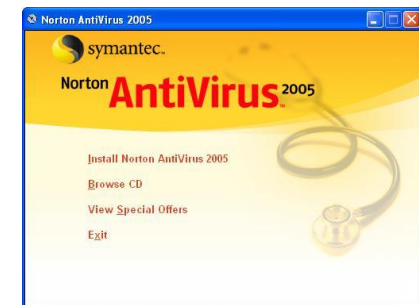 Norton AntiVirus 2005
symantec.
Norton AntiVirus 2005
Install Norton AntiVirus 2005
Browse CD
View Special Offers
Exit